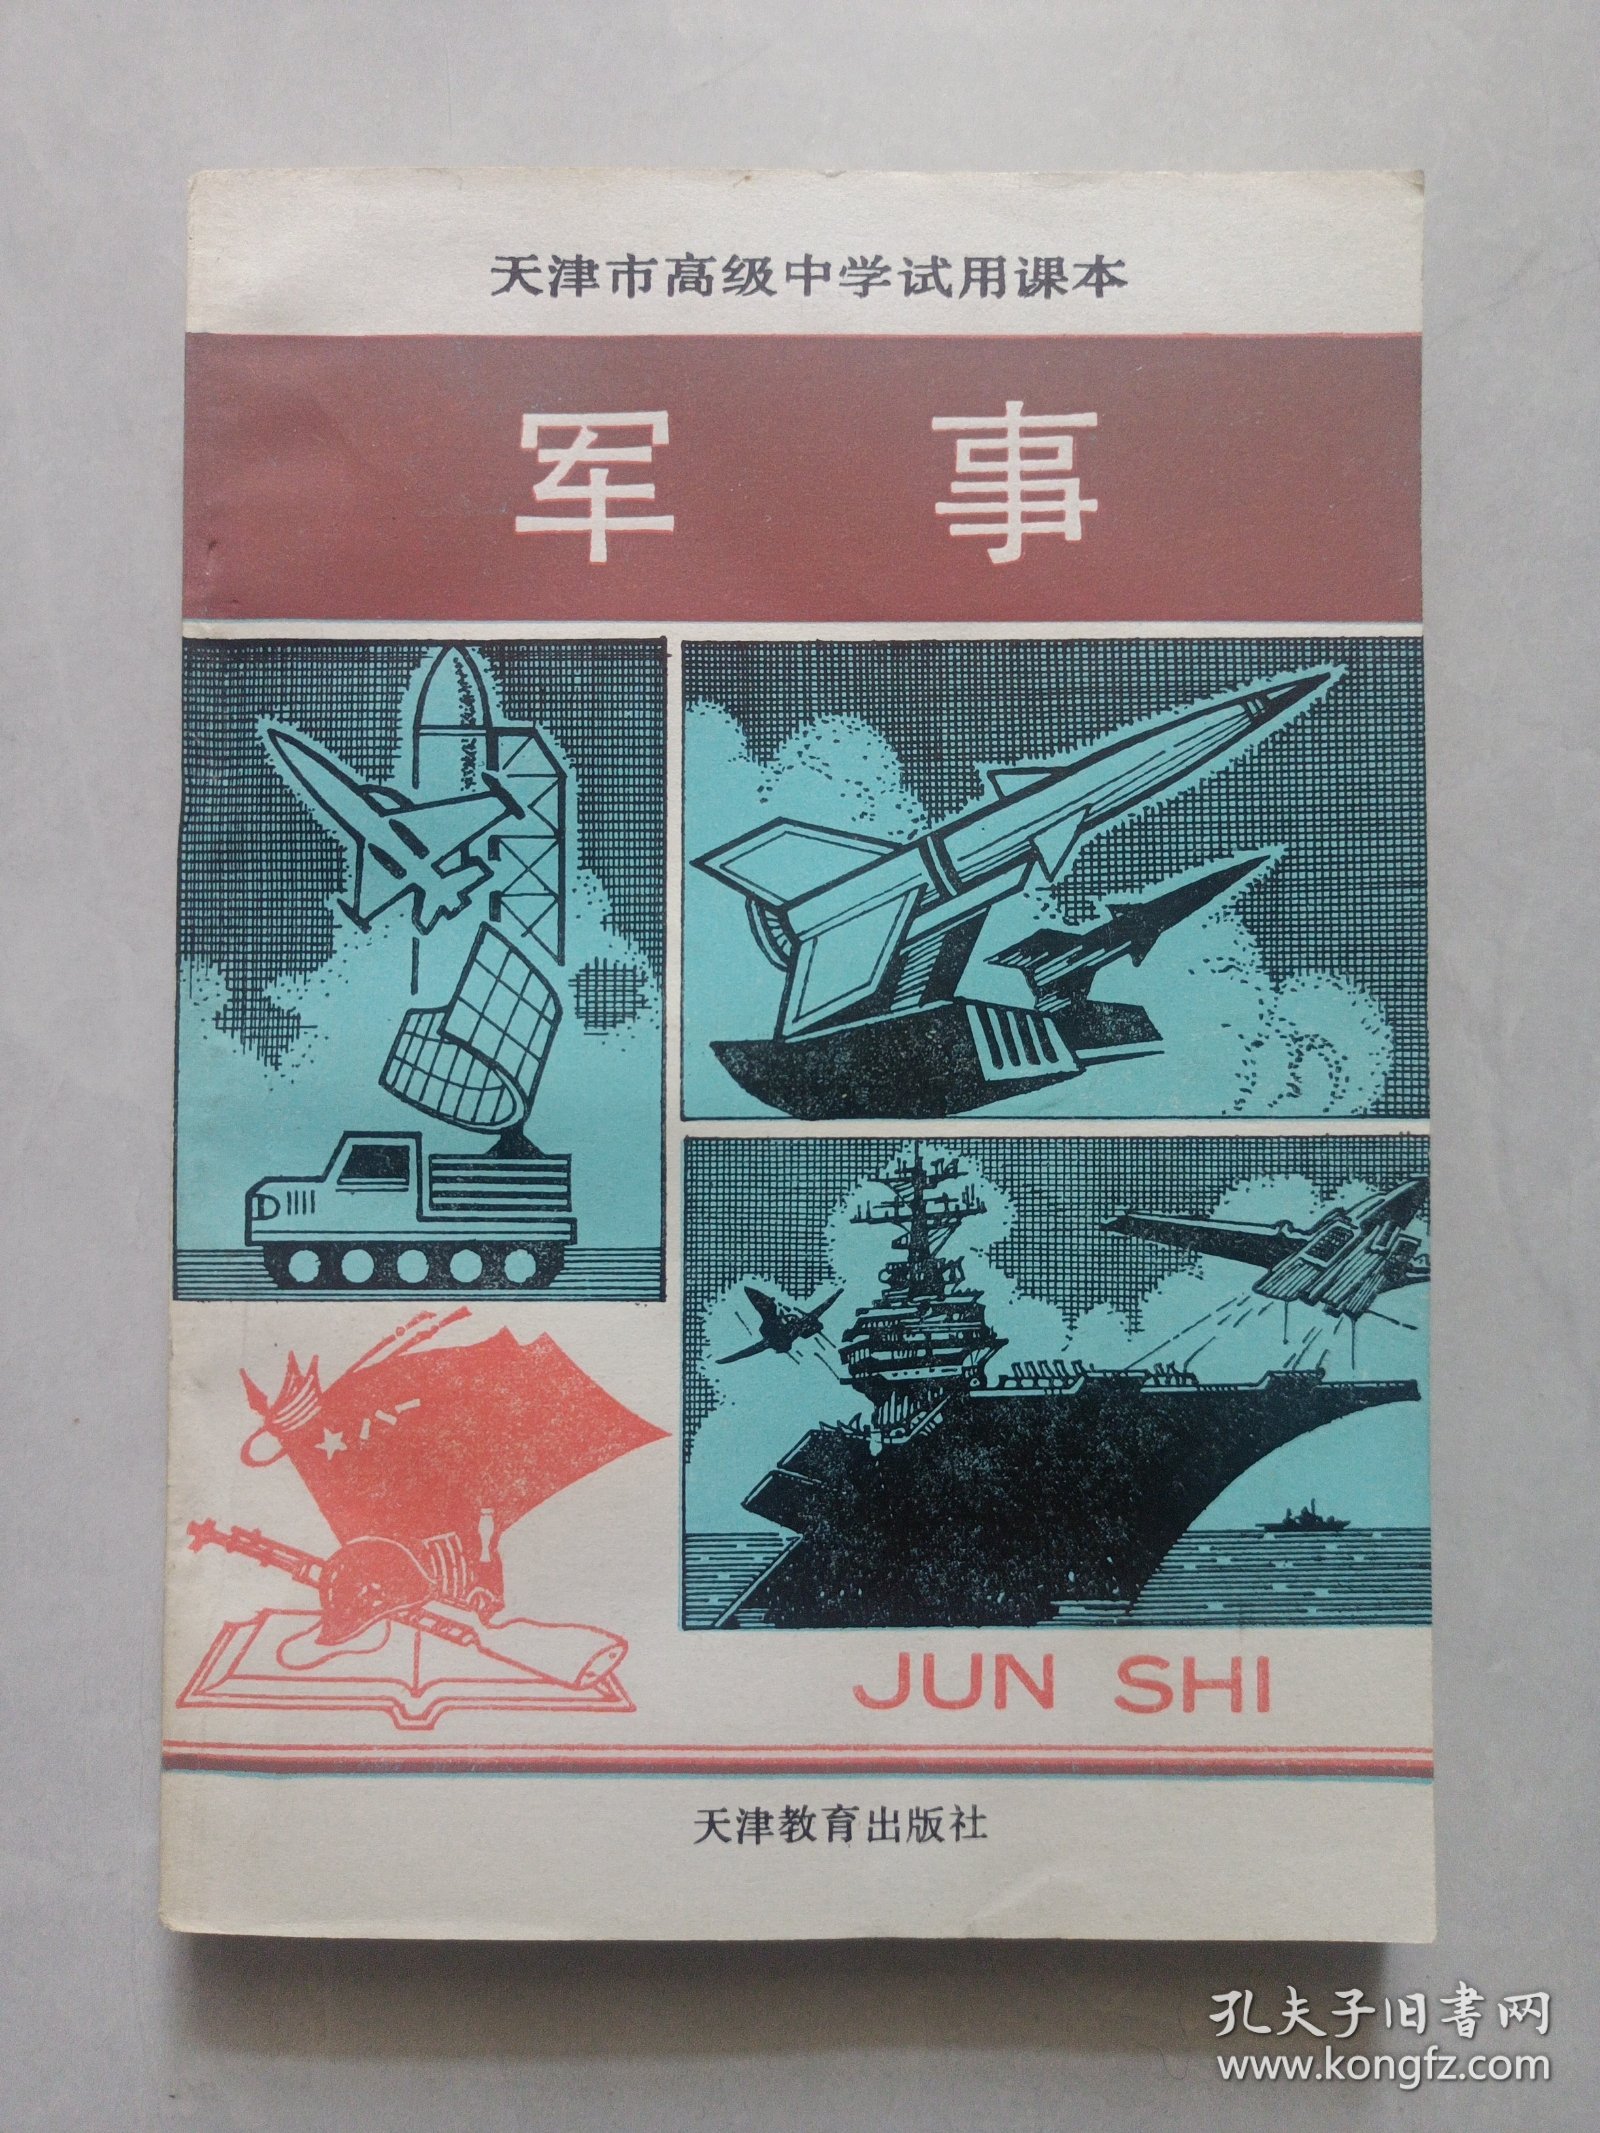 天津市高级中学试用课本
军 事
八一
JUN SHI
天津教育出版社
孔夫子旧书网
www.kongfz.com